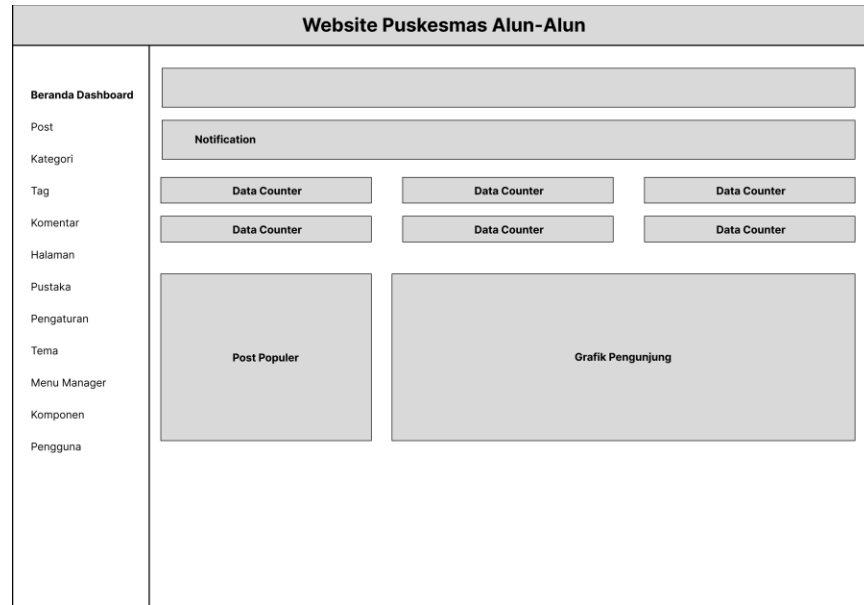 Website Puskesmas Alun-Alun
Beranda Dashboard
Post
Kategori
Tag
Komentar
Halaman
Pustaka
Pengaturan
Tema
Menu Manager
Komponen
Pengguna
Notification
Data Counter
Data Counter
Data Counter
Data Counter
Data Counter
Data Counter
Post Populer
Grafik Pengunjung